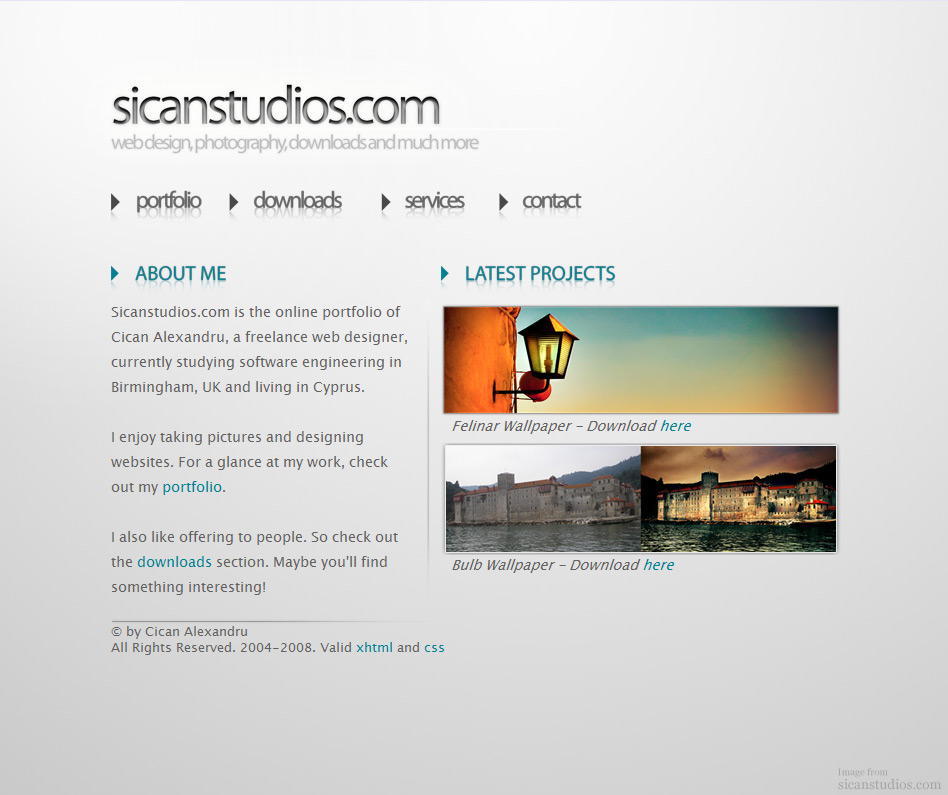 sicanstudios.com
web design, photography, downloads and much more
portfolio downloads services contact
ABOUT ME
Sicanstudios.com is the online portfolio of
Cican Alexandru, a freelance web designer,
currently studying software engineering in
Birmingham, UK and living in Cyprus.
I enjoy taking pictures and designing
websites. For a glance at my work, check
out my portfolio.
I also like offering to people. So check out
the downloads section. Maybe you'll find
something interesting!
LATEST PROJECTS
Felinar Wallpaper - Download here
Bulb Wallpaper - Download here
© by Cican Alexandru
All Rights Reserved. 2004-2008. Valid xhtml and css
Image from
sicanstudios.com